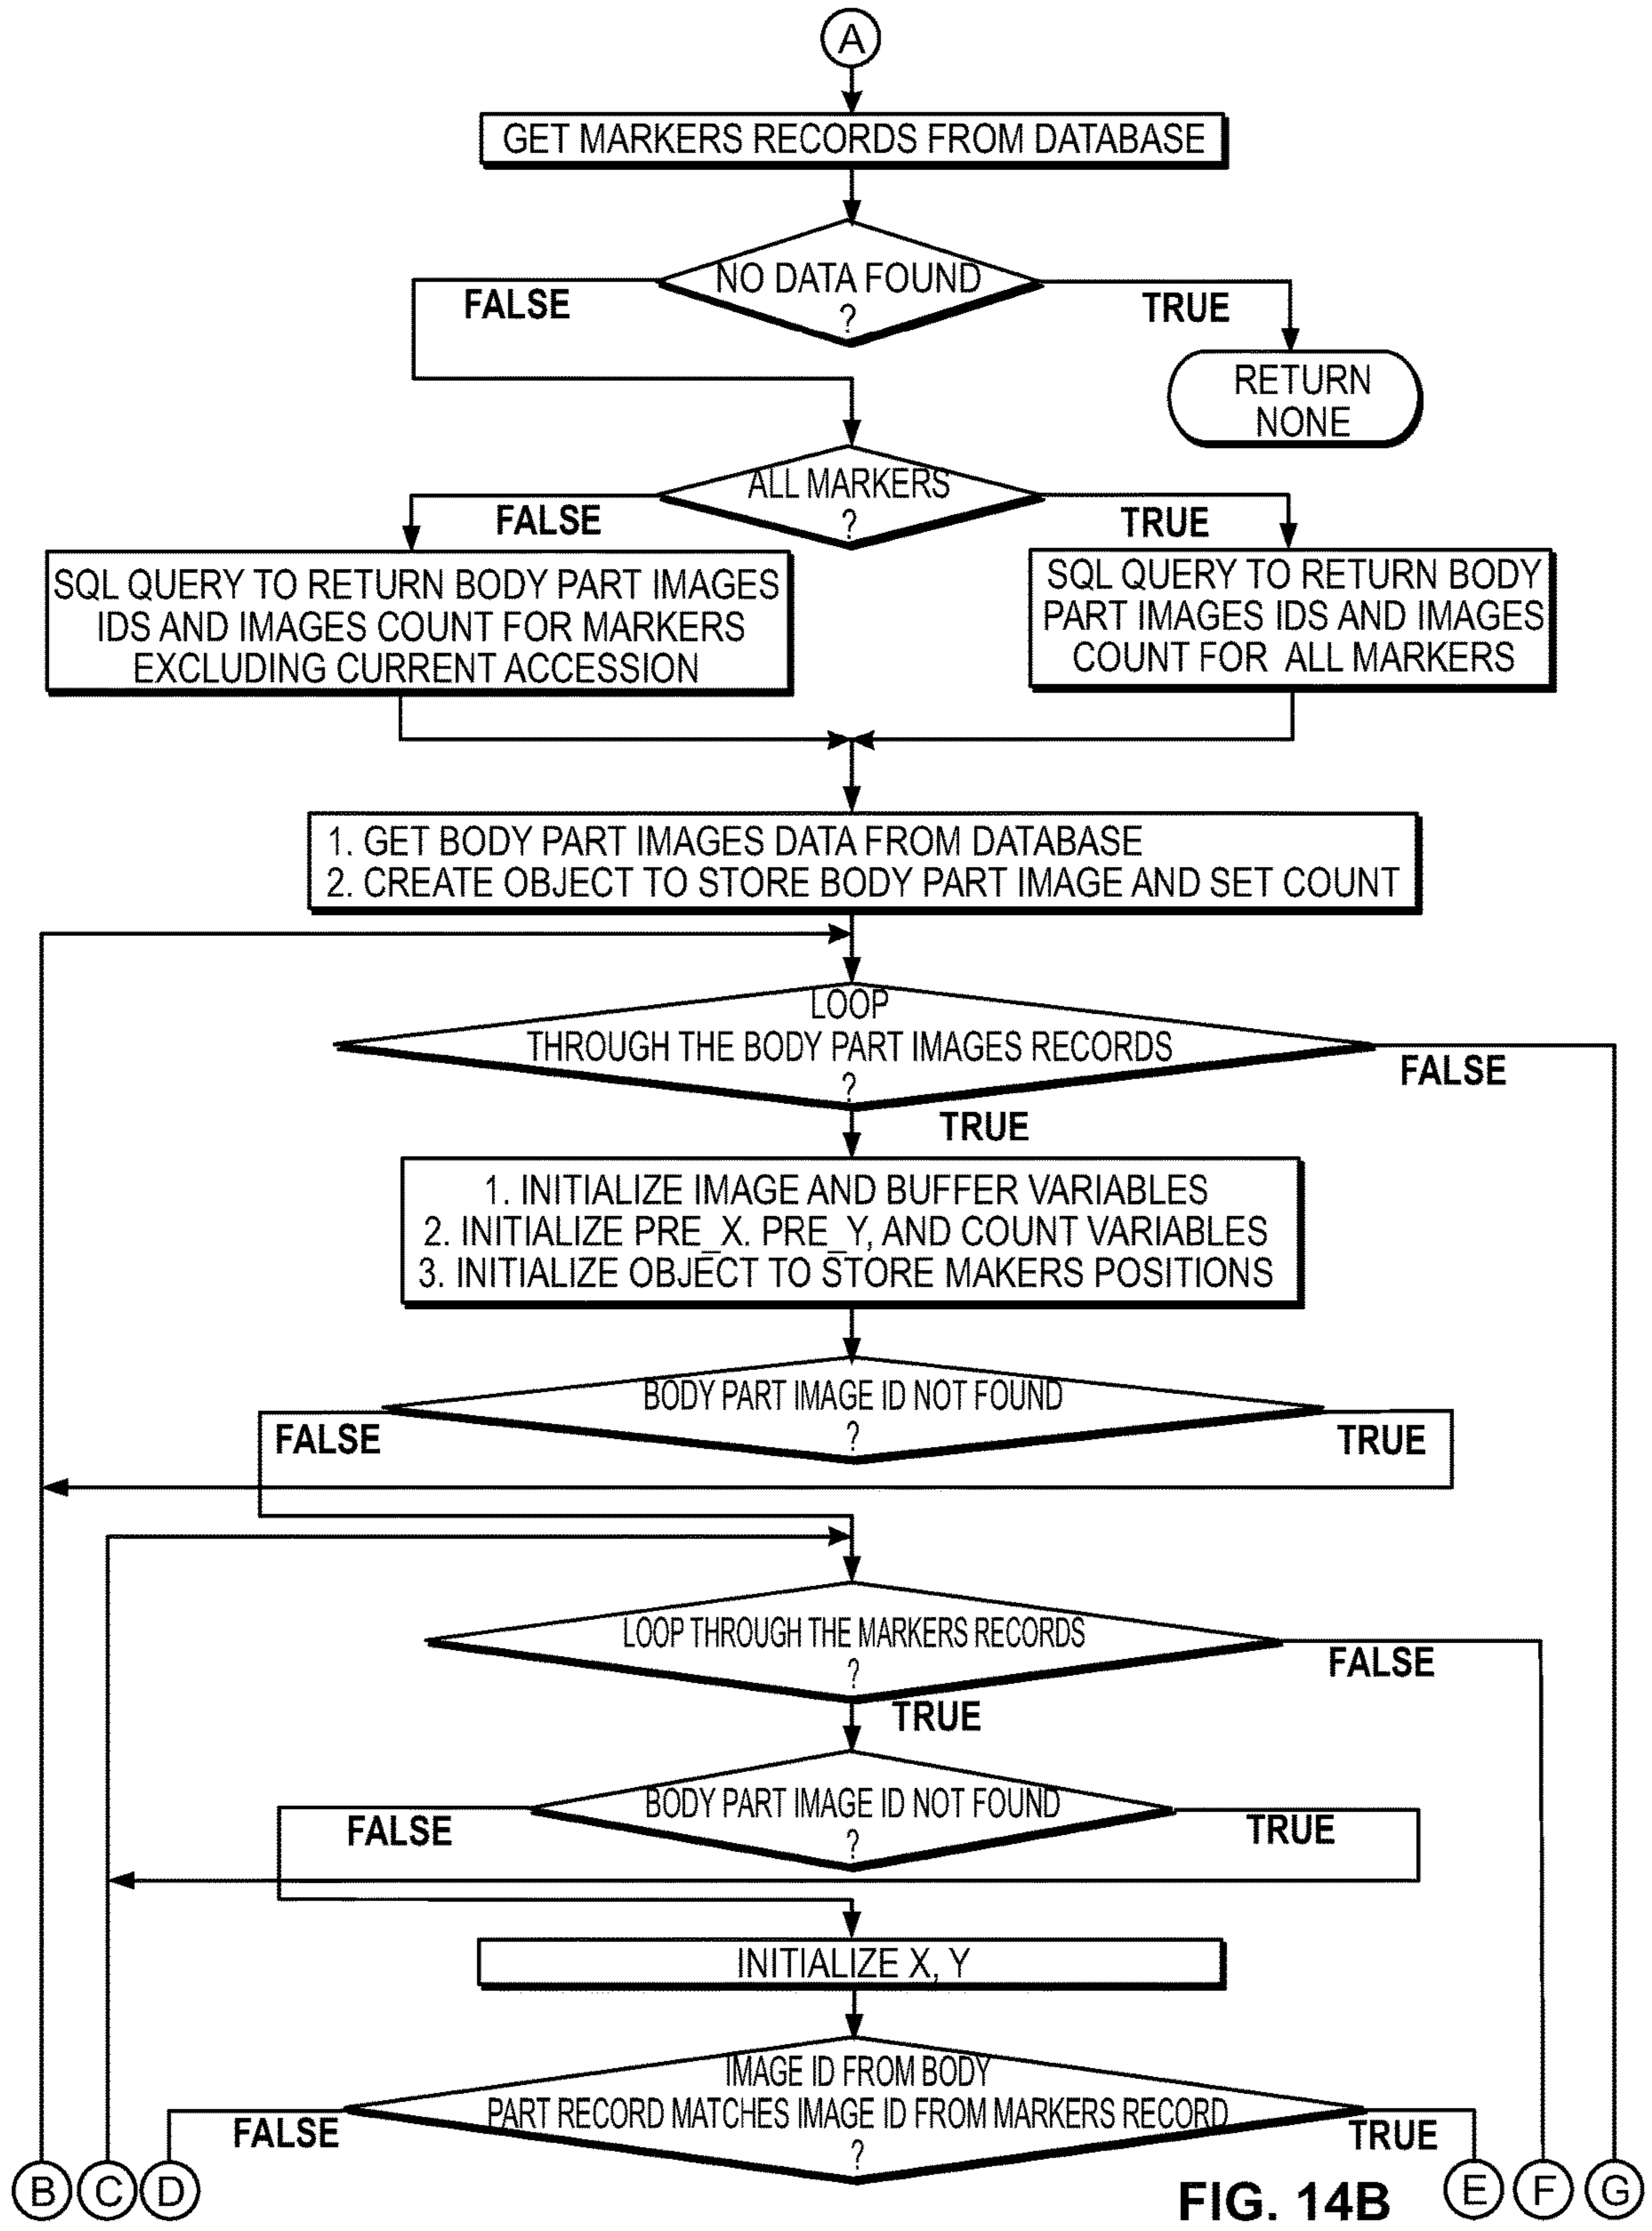 A
GET MARKERS RECORDS FROM DATABASE
NO DATA FOUND
?
FALSE
TRUE
RETURN
NONE
ALL MARKERS
?
FALSE
TRUE
SQL QUERY TO RETURN BODY PART IMAGES
IDS AND IMAGES COUNT FOR MARKERS
EXCLUDING CURRENT ACCESSION
SQL QUERY TO RETURN BODY
PART IMAGES IDS AND IMAGES
COUNT FOR ALL MARKERS
1. GET BODY PART IMAGES DATA FROM DATABASE
2. CREATE OBJECT TO STORE BODY PART IMAGE AND SET COUNT
LOOP
THROUGH THE BODY PART IMAGES RECORDS
?
FALSE
TRUE
1. INITIALIZE IMAGE AND BUFFER VARIABLES
2. INITIALIZE PRE_X. PRE_Y, AND COUNT VARIABLES
3. INITIALIZE OBJECT TO STORE MAKERS POSITIONS
BODY PART IMAGE ID NOT FOUND
?
FALSE
TRUE
LOOP THROUGH THE MARKERS RECORDS
?
FALSE
TRUE
BODY PART IMAGE ID NOT FOUND
?
FALSE
TRUE
INITIALIZE X, Y
IMAGE ID FROM BODY
PART RECORD MATCHES IMAGE ID FROM MARKERS RECORD
?
FALSE
TRUE
B C D
E F G
FIG. 14B